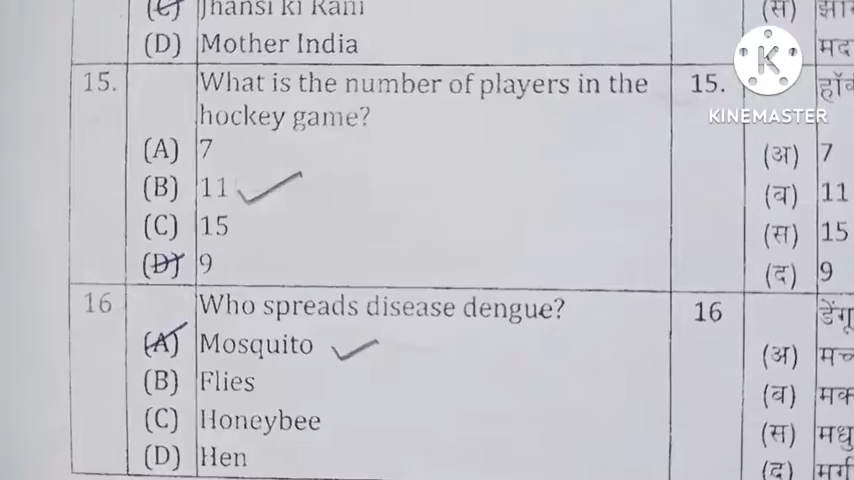 (C) Jhansi ki Rani
(D) Mother India
15. What is the number of players in the
hockey game?
(A) 7
(B) 11
(C) 15
(D) 9
16 Who spreads disease dengue?
(A) Mosquito
(B) Flies
(C) Honeybee
(D) Hen
(स)
15.
(अ) 7
(ब) 11
(स) 15
(द) 9
16
(अ)
(ब)
(स)
(द)
K
KINEMASTER